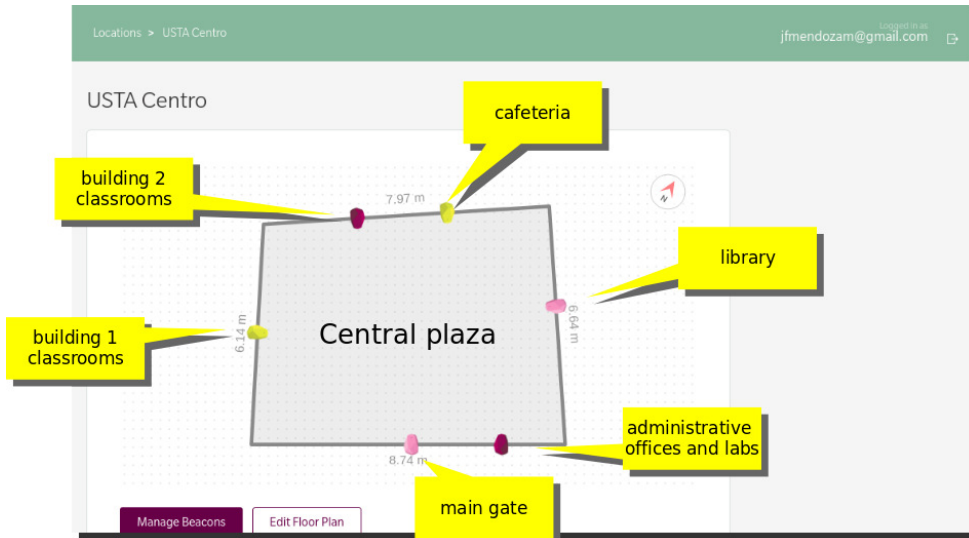 Locations > USTA Centro
Logged in as
jfmendozam@gmail.com
USTA Centro
cafeteria
building 2
classrooms
7.97 m
N
library
6.64 m
6.14 m
Central plaza
building 1
classrooms
administrative
offices and labs
8.74 m
main gate
Manage Beacons
Edit Floor Plan